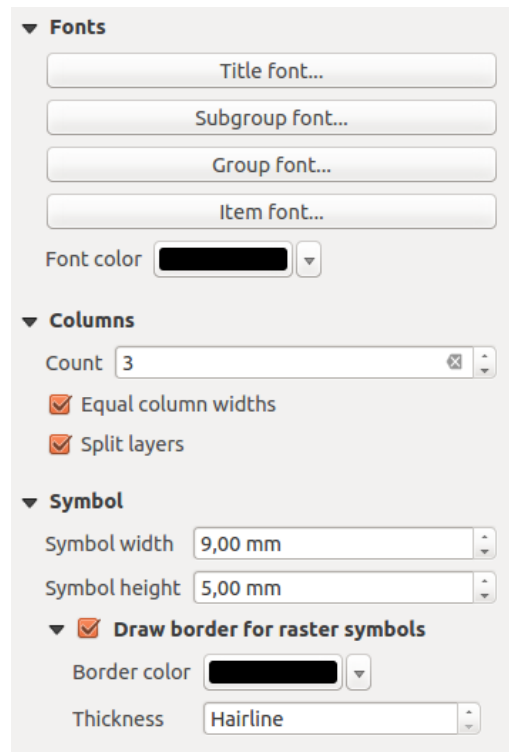 Fonts
Title font...
Subgroup font...
Group font...
Item font...
Font color
Columns
Count 3
Equal column widths
Split layers
Symbol
Symbol width 9,00 mm
Symbol height 5,00 mm
Draw border for raster symbols
Border color
Thickness Hairline